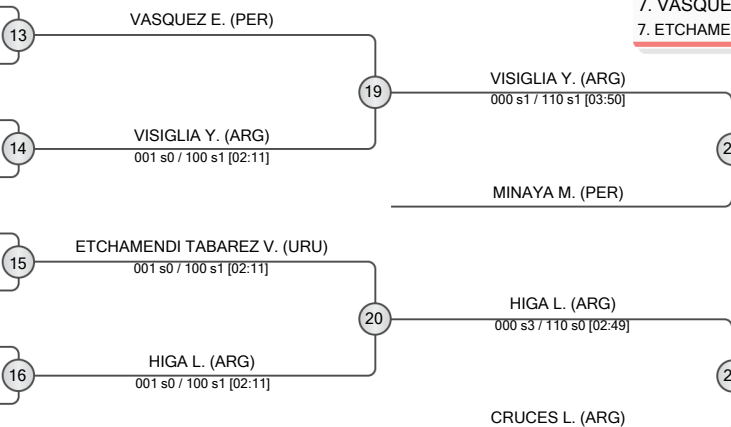 7. VASQUE
7. ETCHAME
13
VASQUEZ E. (PER)
19
VISIGLIA Y. (ARG)
000 s1 / 110 s1 [03:50]
14
VISIGLIA Y. (ARG)
001 s0 / 100 s1 [02:11]
2
MINAYA M. (PER)
15
ETCHAMENDI TABAREZ V. (URU)
001 s0 / 100 s1 [02:11]
20
HIGA L. (ARG)
000 s3 / 110 s0 [02:49]
16
HIGA L. (ARG)
001 s0 / 100 s1 [02:11]
2
CRUCES L. (ARG)